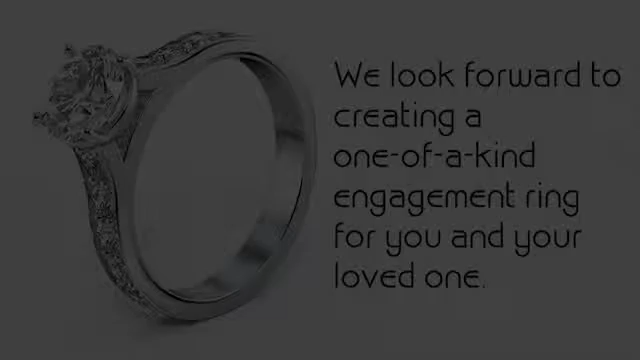 We look forward to
creating a
one-of-a-kind
engagement ring
for you and your
loved one.